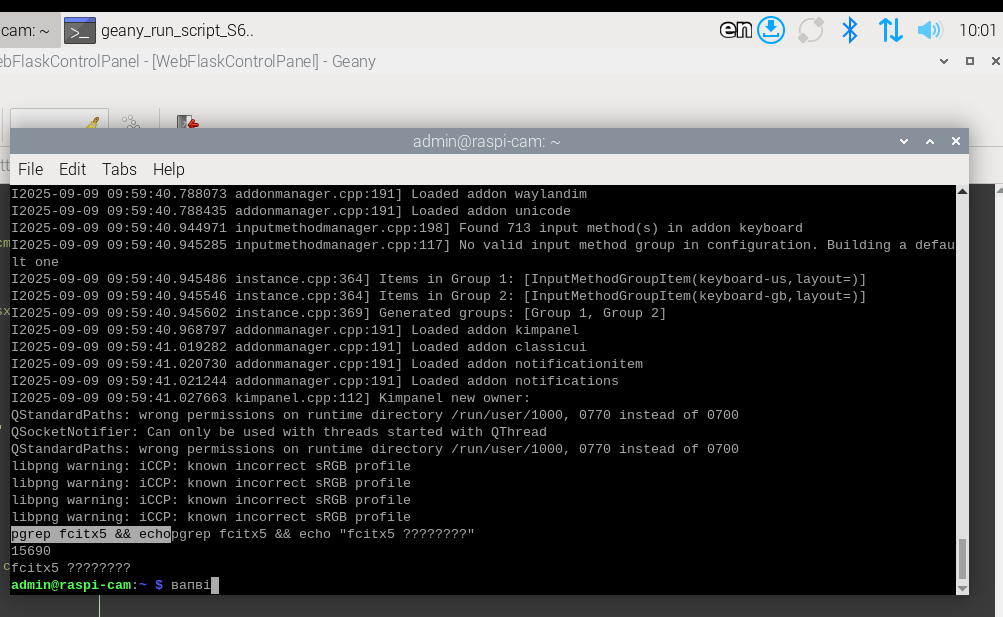 cam: ~ >_ geany_run_script_S6.. en 10:01
ebFlaskControlPanel - [WebFlaskControlPanel] - Geany
admin@raspi-cam: ~
File Edit Tabs Help
I2025-09-09 09:59:40.788073 addonmanager.cpp:191] Loaded addon waylandim
I2025-09-09 09:59:40.788435 addonmanager.cpp:191] Loaded addon unicode
I2025-09-09 09:59:40.944971 inputmethodmanager.cpp:198] Found 713 input method(s) in addon keyboard
I2025-09-09 09:59:40.945285 inputmethodmanager.cpp:117] No valid input method group in configuration. Building a defau
lt one
I2025-09-09 09:59:40.945486 instance.cpp:364] Items in Group 1: [InputMethodGroupItem(keyboard-us,layout=)]
I2025-09-09 09:59:40.945546 instance.cpp:364] Items in Group 2: [InputMethodGroupItem(keyboard-gb,layout=)]
I2025-09-09 09:59:40.945602 instance.cpp:369] Generated groups: [Group 1, Group 2]
I2025-09-09 09:59:40.968797 addonmanager.cpp:191] Loaded addon kimpanel
I2025-09-09 09:59:41.019282 addonmanager.cpp:191] Loaded addon classicui
I2025-09-09 09:59:41.020730 addonmanager.cpp:191] Loaded addon notificationitem
I2025-09-09 09:59:41.021244 addonmanager.cpp:191] Loaded addon notifications
I2025-09-09 09:59:41.027663 kimpanel.cpp:112] Kimpanel new owner:
QStandardPaths: wrong permissions on runtime directory /run/user/1000, 0770 instead of 0700
QSocketNotifier: Can only be used with threads started with QThread
QStandardPaths: wrong permissions on runtime directory /run/user/1000, 0770 instead of 0700
libpng warning: iCCP: known incorrect sRGB profile
libpng warning: iCCP: known incorrect sRGB profile
libpng warning: iCCP: known incorrect sRGB profile
libpng warning: iCCP: known incorrect sRGB profile
pgrep fcitx5 && echopgrep fcitx5 && echo "fcitx5 ????????"
15690
fcitx5 ????????
admin@raspi-cam:~ $ вапві